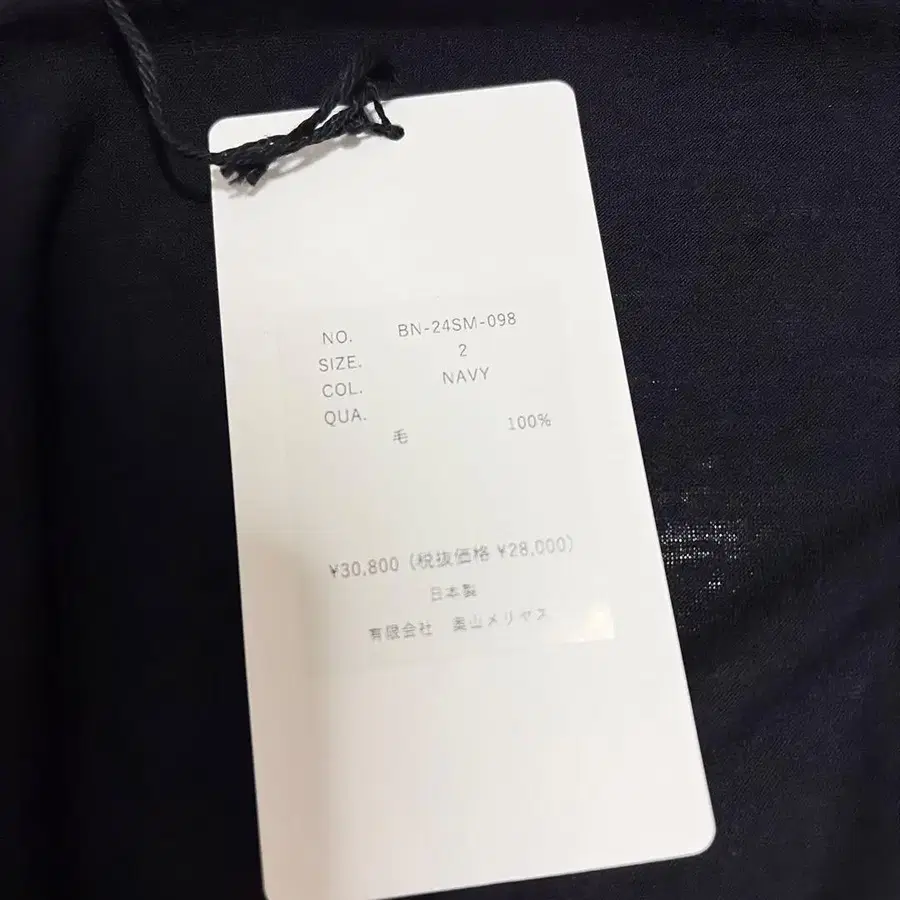 NO. BN-24SM-098
SIZE. 2
COL. NAVY
QUA.
毛 100%
¥30,800 (税抜価格 ¥28,000)
日本製
有限会社 奥山メリヤス